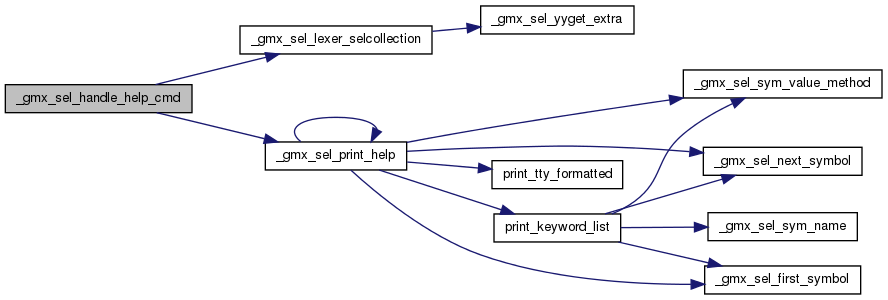 _gmx_sel_yyget_extra
_gmx_sel_lexer_selcollection
_gmx_sel_sym_value_method
_gmx_sel_handle_help_cmd
_gmx_sel_print_help
_gmx_sel_next_symbol
print_tty_formatted
print_keyword_list
_gmx_sel_sym_name
_gmx_sel_first_symbol